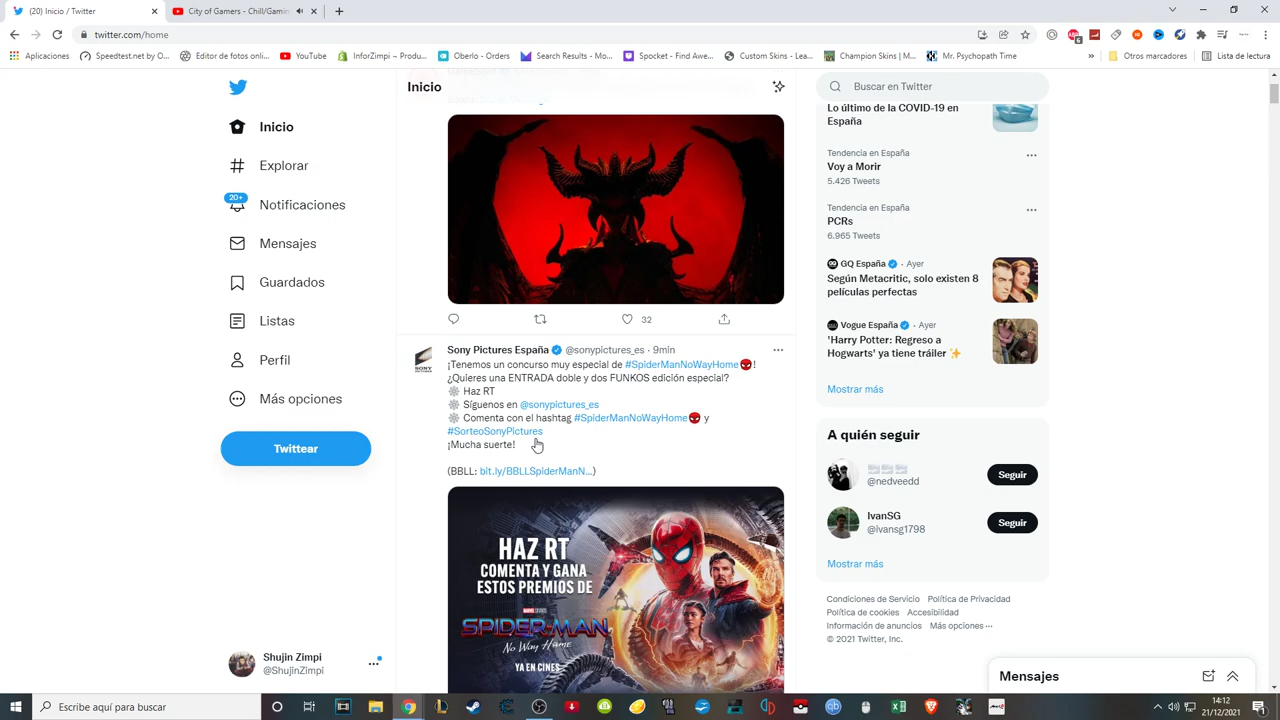 (20) Inicio / Twitter
City of Gamers - Chill/Gamin
twitter.com/home
Aplicaciones
Speedtest.net by O...
Editor de fotos onli...
YouTube
InforZimpi – Produ...
Oberlo - Orders
Search Results - Mo...
Spocket - Find Awe...
Custom Skins - Lea...
Champion Skins | M...
Mr. Psychopath Time
»
Otros marcadores
Lista de lectura
Inicio
Buscar en Twitter
Inicio
Explorar
20+
Notificaciones
Mensajes
Guardados
Listas
Perfil
Más opciones
Twittear
Shujin Zimpi
@ShujinZimpi
32
Sony Pictures España @sonypictures_es · 9min
¡Tenemos un concurso muy especial de #SpiderManNoWayHome!
¿Quieres una ENTRADA doble y dos FUNKOS edición especial?
Haz RT
Síguenos en @sonypictures_es
Comenta con el hashtag #SpiderManNoWayHome y
#SorteoSonyPictures
¡Mucha suerte!
(BBLL: bit.ly/BBLLSpiderManN...)
HAZ RT
COMENTA Y GANA
ESTOS PREMIOS DE
MARVEL STUDIOS
SPIDER-MAN
No Way Home
YA EN CINES
Lo último de la COVID-19 en
España
Tendencia en España
Voy a Morir
5.426 Tweets
Tendencia en España
PCRs
6.965 Tweets
GQ España · Ayer
Según Metacritic, solo existen 8
películas perfectas
Vogue España · Ayer
'Harry Potter: Regreso a
Hogwarts' ya tiene tráiler
Mostrar más
A quién seguir
@nedveedd
Seguir
IvanSG
@ivansg1798
Seguir
Mostrar más
Condiciones de Servicio Política de Privacidad
Política de cookies Accesibilidad
Información de anuncios Más opciones
© 2021 Twitter, Inc.
Mensajes
Escribe aquí para buscar
14:12
21/12/2021